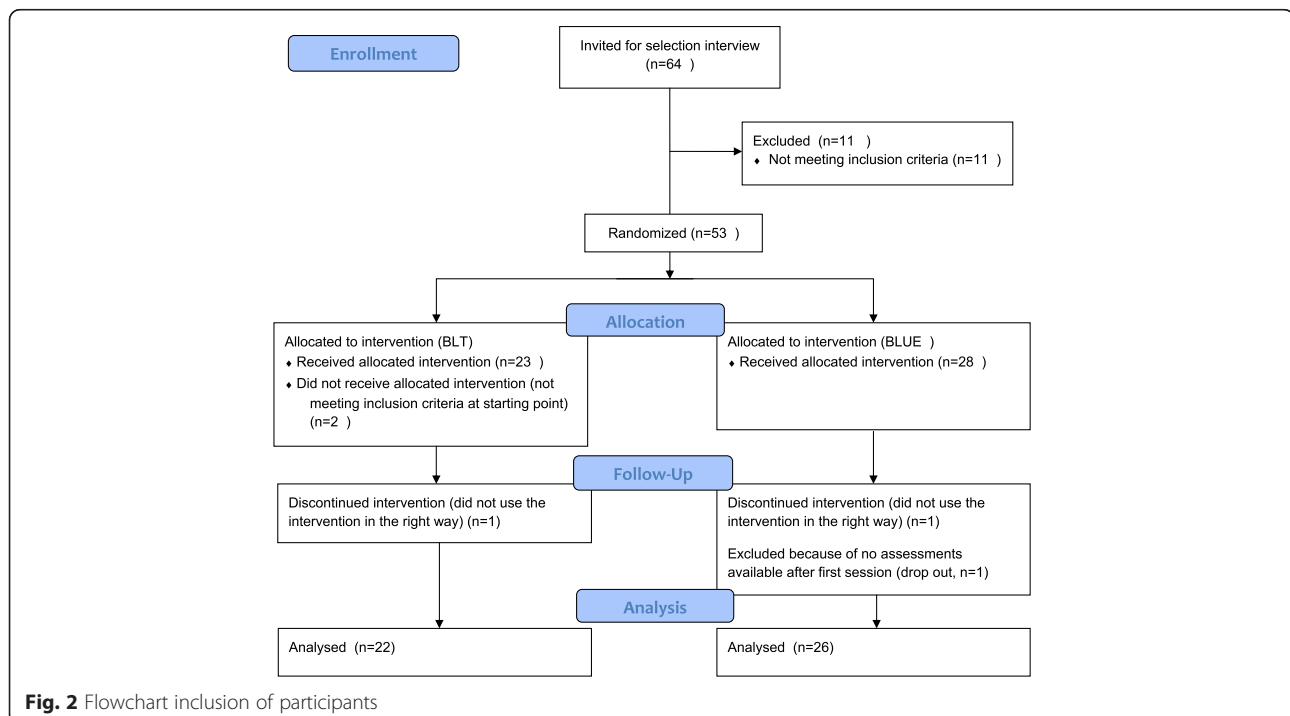 Enrollment
Invited for selection interview
(n=64 )
Excluded (n=11 )
♦ Not meeting inclusion criteria (n=11 )
Randomized (n=53 )
Allocation
Allocated to intervention (BLT)
♦ Received allocated intervention (n=23 )
♦ Did not receive allocated intervention (not
meeting inclusion criteria at starting point)
(n=2 )
Allocated to intervention (BLUE )
♦ Received allocated intervention (n=28 )
Follow-Up
Discontinued intervention (did not use the
intervention in the right way) (n=1)
Discontinued intervention (did not use the
intervention in the right way) (n=1)
Excluded because of no assessments
available after first session (drop out, n=1)
Analysis
Analysed (n=22)
Analysed (n=26)
Fig. 2 Flowchart inclusion of participants